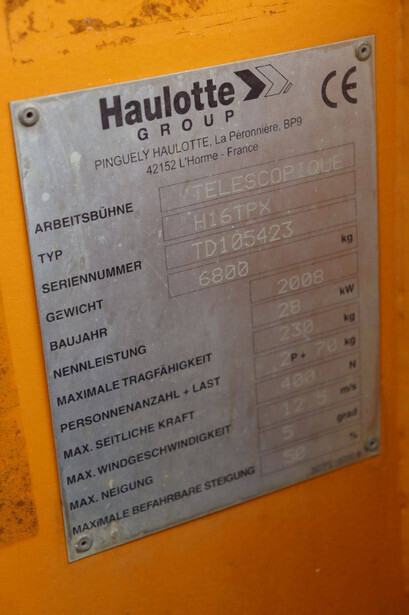 Haulotte
GROUP
CE
PINGUELY HAULOTTE, La Péronnière, BP9
42152 L'Horme - France
ARBEITSBÜHNE TELESCOPIQUE
TYP H16TPX
SERIENNUMMER TD105423
GEWICHT 6800 kg
BAUJAHR 2008
NENNLEISTUNG 28 kW
MAXIMALE TRAGFÄHIGKEIT 230 kg
PERSONENANZAHL + LAST 2 P + 70 kg
MAX. SEITLICHE KRAFT 400 N
MAX. WINDGESCHWINDIGKEIT 12,5 m/s
MAX. NEIGUNG 5 grad
MAXIMALE BEFAHRBARE STEIGUNG 50 %